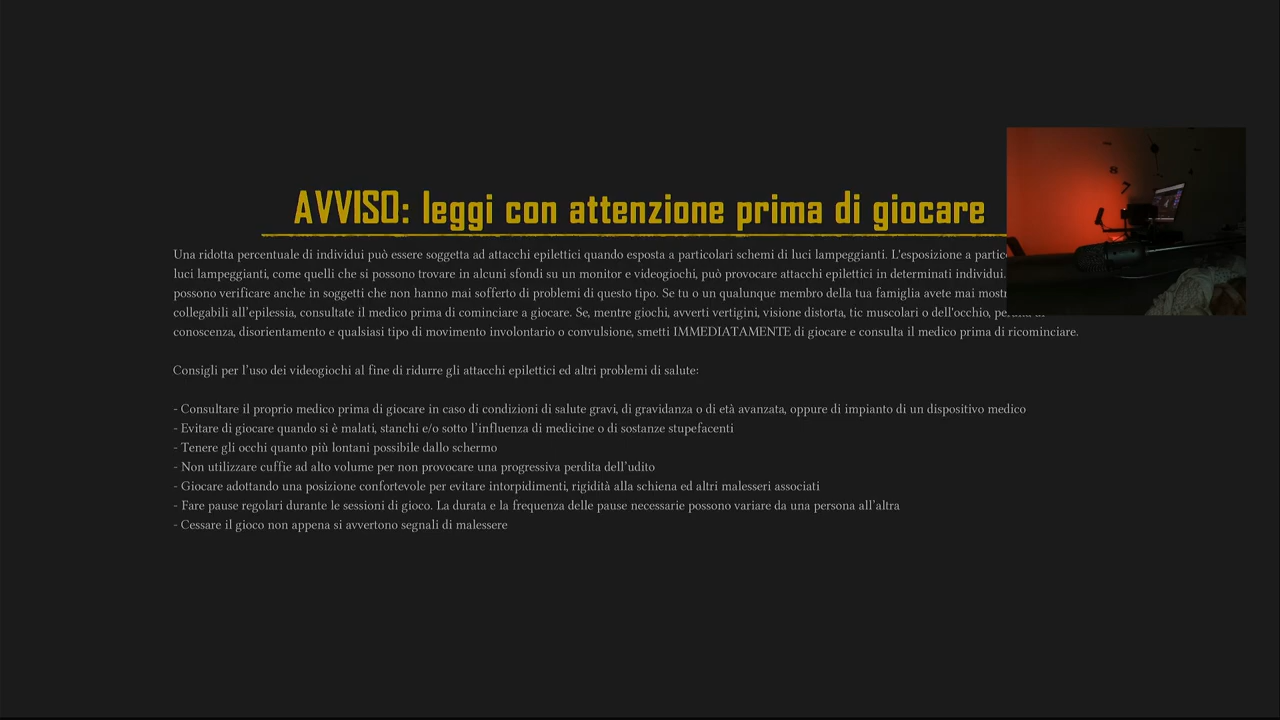 AVVISO: leggi con attenzione prima di giocare
Una ridotta percentuale di individui può essere soggetta ad attacchi epilettici quando esposta a particolari schemi di luci lampeggianti. L'esposizione a
luci lampeggianti, come quelli che si possono trovare in alcuni sfondi su un monitor e videogiochi, può provocare attacchi epilettici in determinati individui.
possono verificare anche in soggetti che non hanno mai sofferto di problemi di questo tipo. Se tu o un qualunque membro della tua famiglia avete mai
collegabili all'epilessia, consultate il medico prima di cominciare a giocare. Se, mentre giochi, avverti vertigini, visione distorta, tic muscolari o dell'occhio, perdita di
conoscenza, disorientamento e qualsiasi tipo di movimento involontario o convulsione, smetti IMMEDIATAMENTE di giocare e consulta il medico prima di ricominciare.
Consigli per l'uso dei videogiochi al fine di ridurre gli attacchi epilettici ed altri problemi di salute:
- Consultare il proprio medico prima di giocare in caso di condizioni di salute gravi, di gravidanza o di età avanzata, oppure di impianto di un dispositivo medico
- Evitare di giocare quando si è malati, stanchi e/o sotto l'influenza di medicine o di sostanze stupefacenti
- Tenere gli occhi quanto più lontani possibile dallo schermo
- Non utilizzare cuffie ad alto volume per non provocare una progressiva perdita dell'udito
- Giocare adottando una posizione confortevole per evitare intorpidimenti, rigidità alla schiena ed altri malesseri associati
- Fare pause regolari durante le sessioni di gioco. La durata e la frequenza delle pause necessarie possono variare da una persona all'altra
- Cessare il gioco non appena si avvertono segnali di malessere